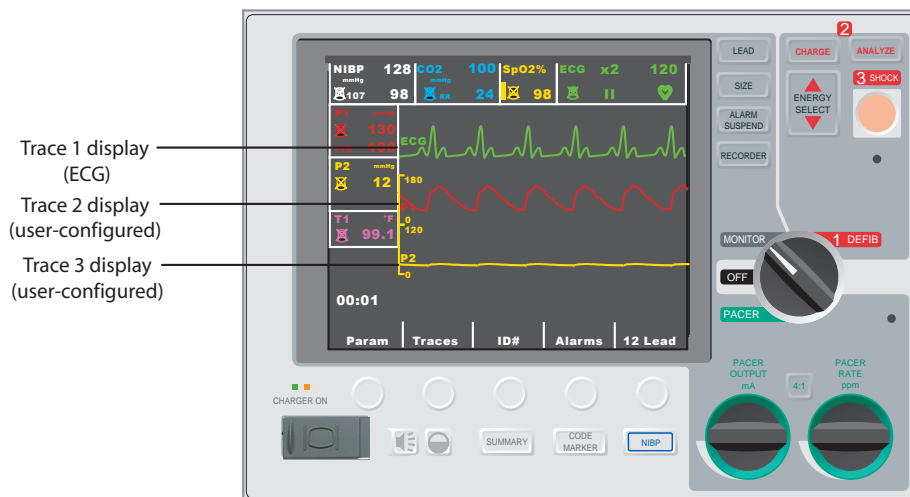 Trace 1 display
(ECG)
Trace 2 display
(user-configured)
Trace 3 display
(user-configured)
NIBP 128
mmHg
107 98
CO2 100
mmHg
RR 24
SpO2%
98
ECG x2 120
II
P1 mmHg
130
100
P2 mmHg
12
T1 °F
99.1
ECG
180
P1
0
120
P2
0
00:01
Param Traces ID# Alarms 12 Lead
CHARGER ON
SUMMARY
CODE
MARKER
NIBP
LEAD
SIZE
ALARM
SUSPEND
RECORDER
2
CHARGE
ANALYZE
ENERGY
SELECT
3 SHOCK
MONITOR
1 DEFIB
OFF
PACER
PACER
OUTPUT
mA
4:1
PACER
RATE
ppm